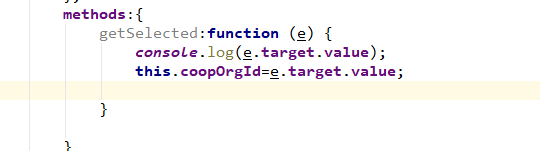 methods:{
getSelected:function (e) {
console.log(e.target.value);
this.coopOrgId=e.target.value;
}
}